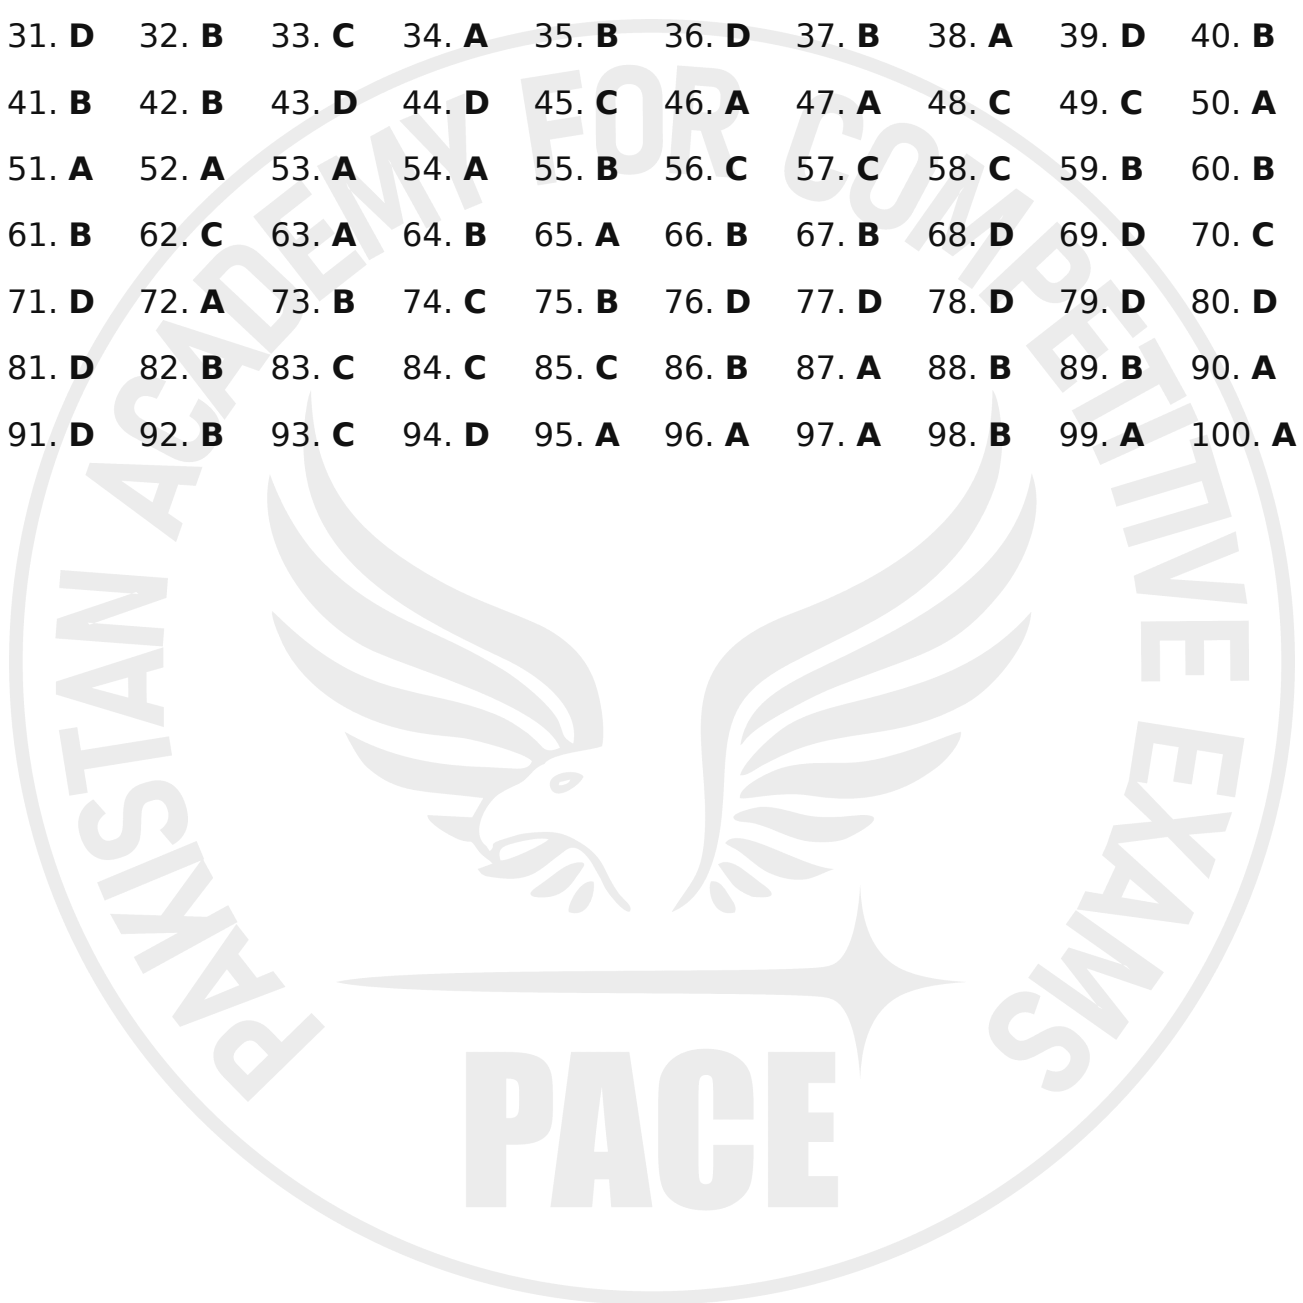 31. D 32. B 33. C 34. A 35. B 36. D 37. B 38. A 39. D 40. B
41. B 42. B 43. D 44. D 45. C 46. A 47. A 48. C 49. C 50. A
51. A 52. A 53. A 54. A 55. B 56. C 57. C 58. C 59. B 60. B
61. B 62. C 63. A 64. B 65. A 66. B 67. B 68. D 69. D 70. C
71. D 72. A 73. B 74. C 75. B 76. D 77. D 78. D 79. D 80. D
81. D 82. B 83. C 84. C 85. C 86. B 87. A 88. B 89. B 90. A
91. D 92. B 93. C 94. D 95. A 96. A 97. A 98. B 99. A 100. A
PAKISTAN ACADEMY FOR COMPETITIVE EXAMS
PACE